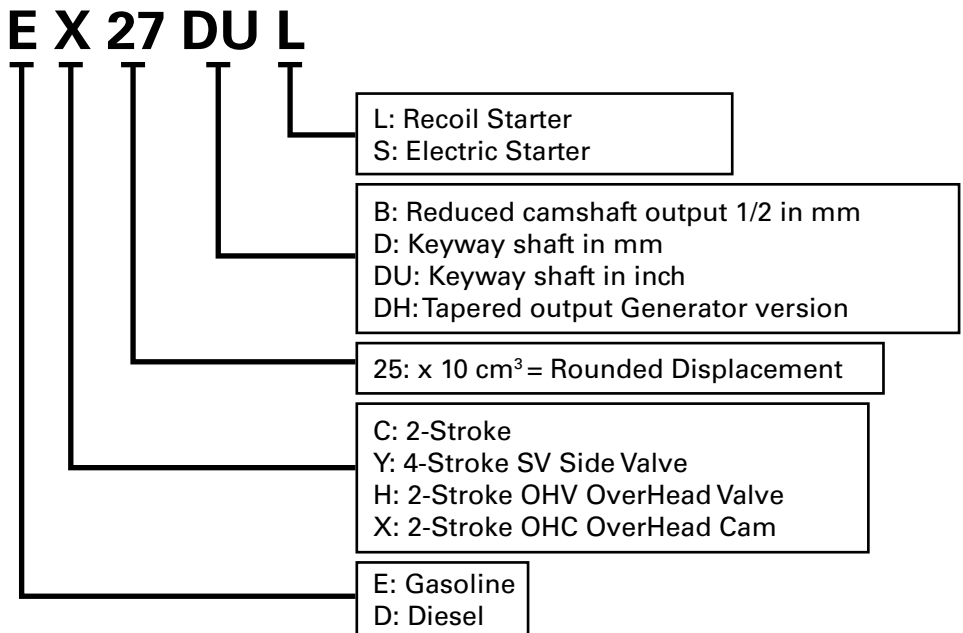 E X 27 DU L
L: Recoil Starter
S: Electric Starter
B: Reduced camshaft output 1/2 in mm
D: Keyway shaft in mm
DU: Keyway shaft in inch
DH: Tapered output Generator version
25: x 10 cm³ = Rounded Displacement
C: 2-Stroke
Y: 4-Stroke SV Side Valve
H: 2-Stroke OHV OverHead Valve
X: 2-Stroke OHC OverHead Cam
E: Gasoline
D: Diesel